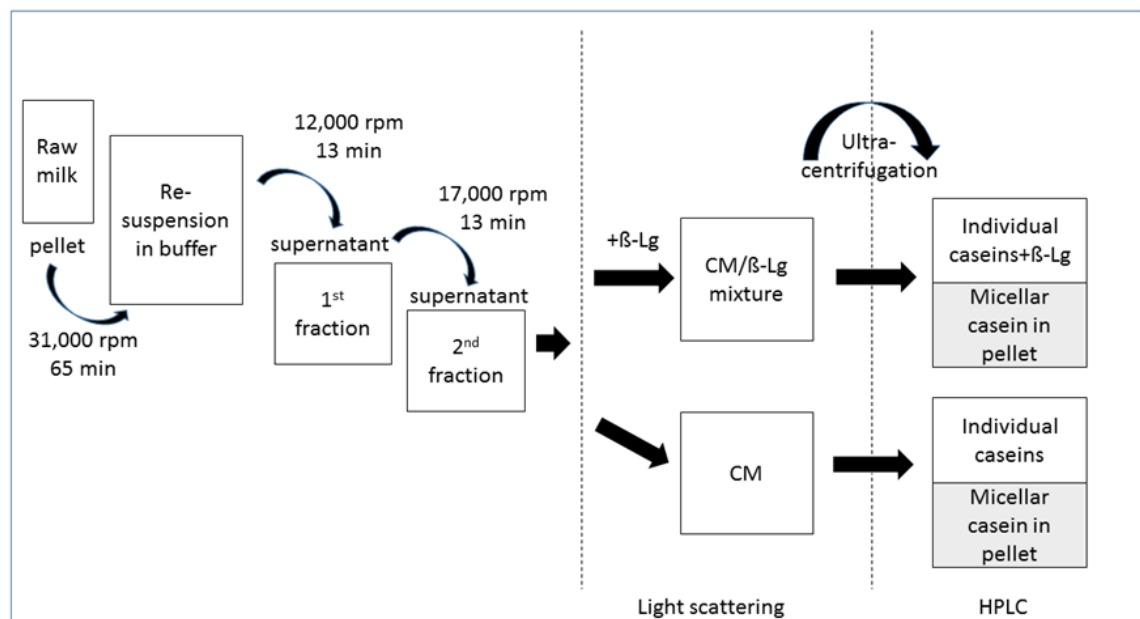 Raw
milk
pellet
31,000 rpm
65 min
Re-
suspension
in buffer
12,000 rpm
13 min
supernatant
1st
fraction
17,000 rpm
13 min
supernatant
2nd
fraction
+ß-Lg
CM/ß-Lg
mixture
CM
Ultra-
centrifugation
Individual
caseins+ß-Lg
Micellar
casein in
pellet
Individual
caseins
Micellar
casein in
pellet
Light scattering
HPLC